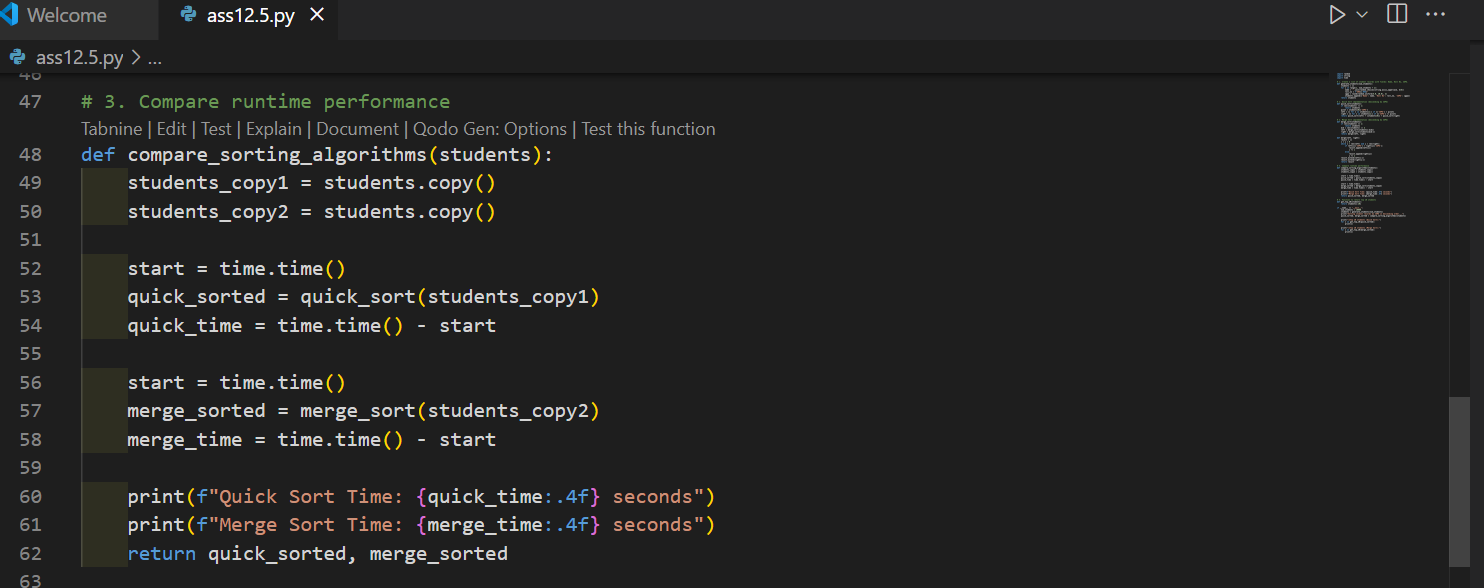 Welcome
ass12.5.py
ass12.5.py > ...
46
47 # 3. Compare runtime performance
Tabnine | Edit | Test | Explain | Document | Qodo Gen: Options | Test this function
48 def compare_sorting_algorithms(students):
49     students_copy1 = students.copy()
50     students_copy2 = students.copy()
51
52     start = time.time()
53     quick_sorted = quick_sort(students_copy1)
54     quick_time = time.time() - start
55
56     start = time.time()
57     merge_sorted = merge_sort(students_copy2)
58     merge_time = time.time() - start
59
60     print(f"Quick Sort Time: {quick_time:.4f} seconds")
61     print(f"Merge Sort Time: {merge_time:.4f} seconds")
62     return quick_sorted, merge_sorted
63